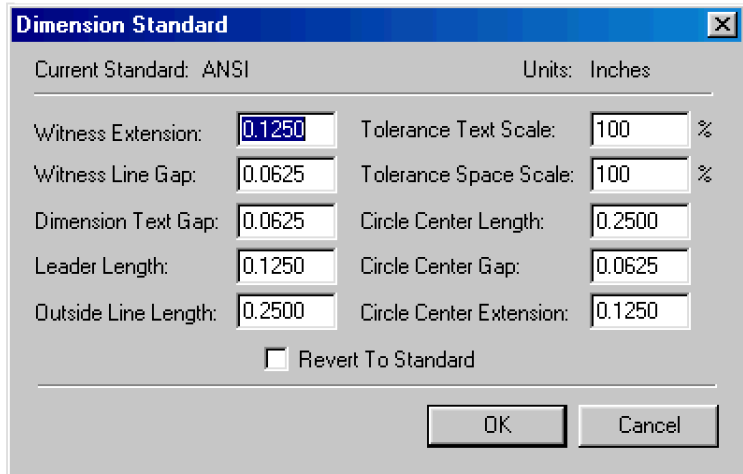 Dimension Standard
Current Standard: ANSI Units: Inches
Witness Extension: 0.1250 Tolerance Text Scale: 100 %
Witness Line Gap: 0.0625 Tolerance Space Scale: 100 %
Dimension Text Gap: 0.0625 Circle Center Length: 0.2500
Leader Length: 0.1250 Circle Center Gap: 0.0625
Outside Line Length: 0.2500 Circle Center Extension: 0.1250
Revert To Standard
OK Cancel